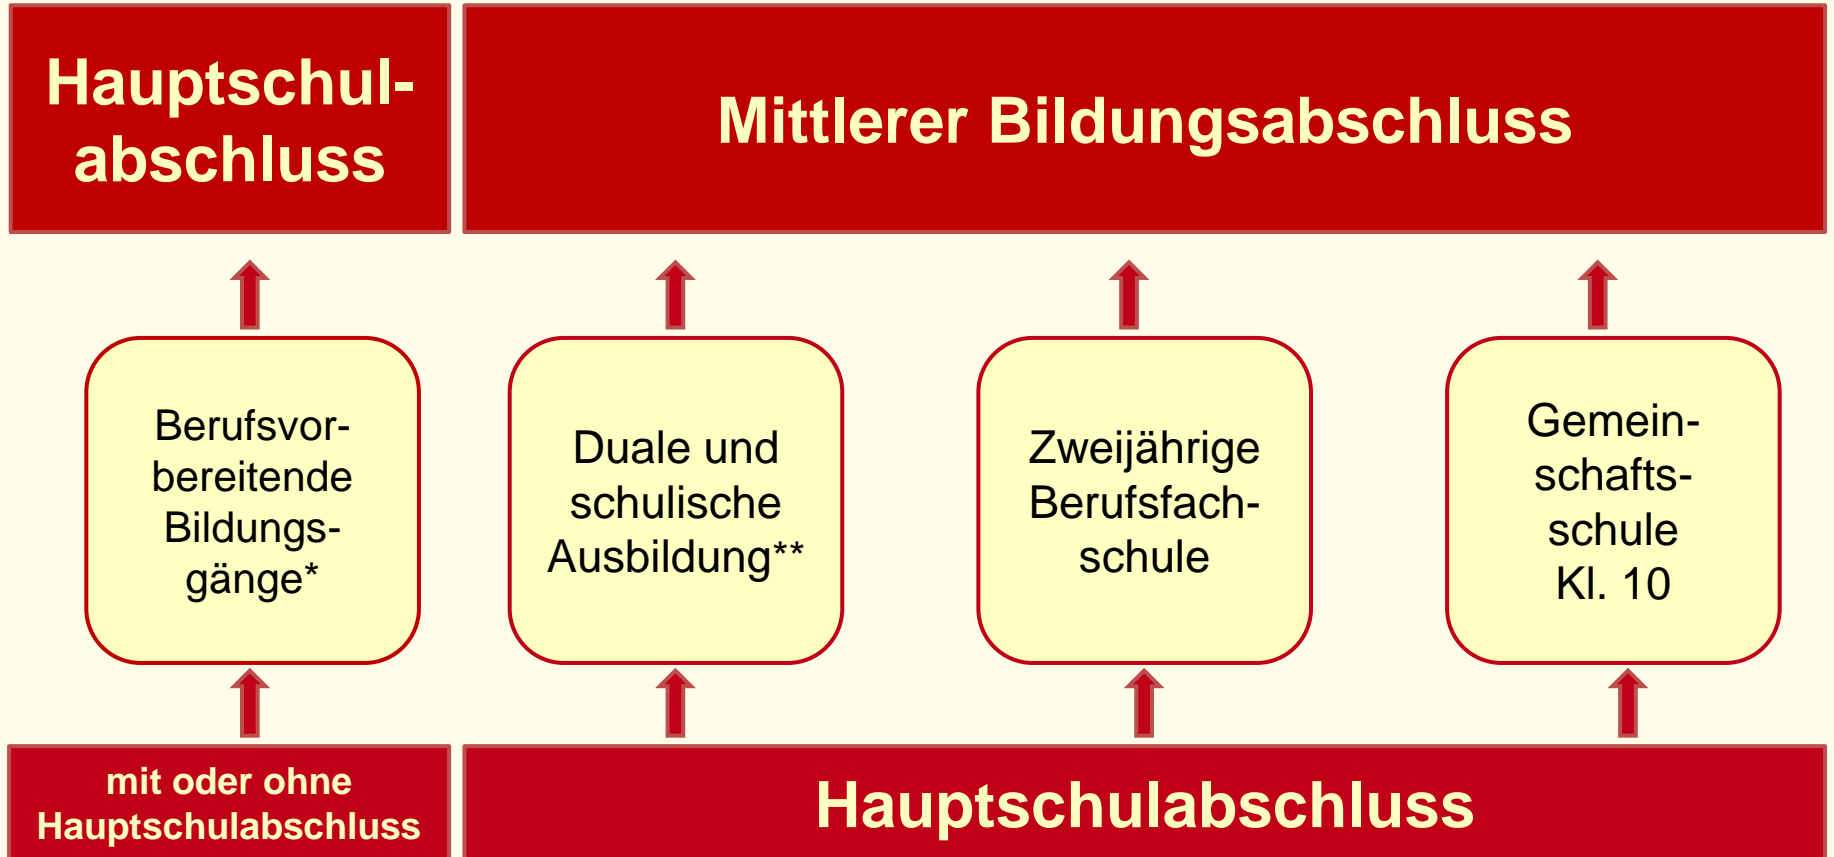 Hauptschul-
abschluss
Mittlerer Bildungsabschluss
Berufsvor-
bereitende
Bildungs-
gänge*
Duale und
schulische
Ausbildung**
Zweijährige
Berufsfach-
schule
Gemein-
schafts-
schule
Kl. 10
mit oder ohne
Hauptschulabschluss
Hauptschulabschluss